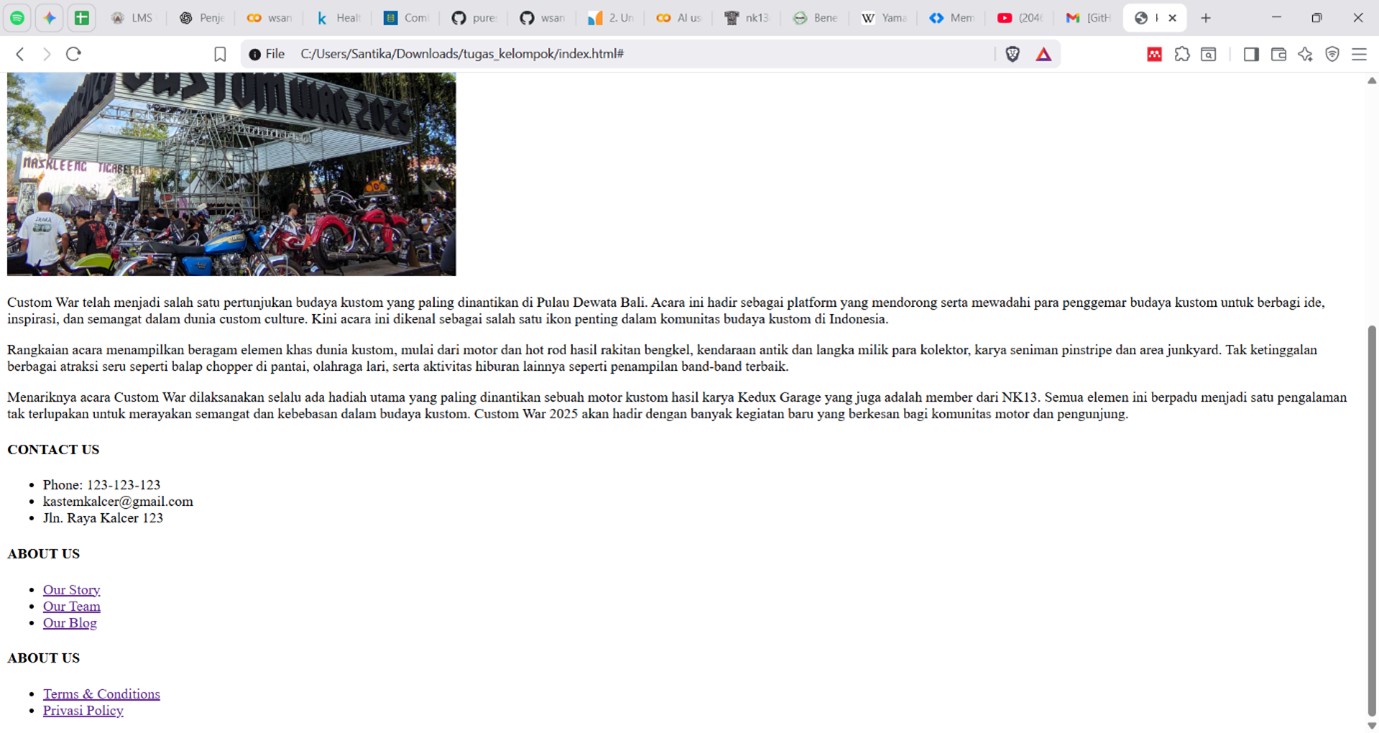 LMS
Penje
wsan
Healt
Coml
pure
wsan
2. Un
AI us
nk13
Bene
Yama
Mem
(204
[GitH
File C:/Users/Santika/Downloads/tugas_kelompok/index.html#
CUSTOM WAR 2025
MASKLEENG TIGABELAS
Custom War telah menjadi salah satu pertunjukan budaya kustom yang paling dinantikan di Pulau Dewata Bali. Acara ini hadir sebagai platform yang mendorong serta mewadahi para penggemar budaya kustom untuk berbagi ide,
inspirasi, dan semangat dalam dunia custom culture. Kini acara ini dikenal sebagai salah satu ikon penting dalam komunitas budaya kustom di Indonesia.
Rangkaian acara menampilkan beragam elemen khas dunia kustom, mulai dari motor dan hot rod hasil rakitan bengkel, kendaraan antik dan langka milik para kolektor, karya seniman pinstripe dan area junkyard. Tak ketinggalan
berbagai atraksi seru seperti balap chopper di pantai, olahraga lari, serta aktivitas hiburan lainnya seperti penampilan band-band terbaik.
Menariknya acara Custom War dilaksanakan selalu ada hadiah utama yang paling dinantikan sebuah motor kustom hasil karya Kedux Garage yang juga adalah member dari NK13. Semua elemen ini berpadu menjadi satu pengalaman
tak terlupakan untuk merayakan semangat dan kebebasan dalam budaya kustom. Custom War 2025 akan hadir dengan banyak kegiatan baru yang berkesan bagi komunitas motor dan pengunjung.
CONTACT US
Phone: 123-123-123
kastemkalcer@gmail.com
Jln. Raya Kalcer 123
ABOUT US
Our Story
Our Team
Our Blog
ABOUT US
Terms & Conditions
Privasi Policy